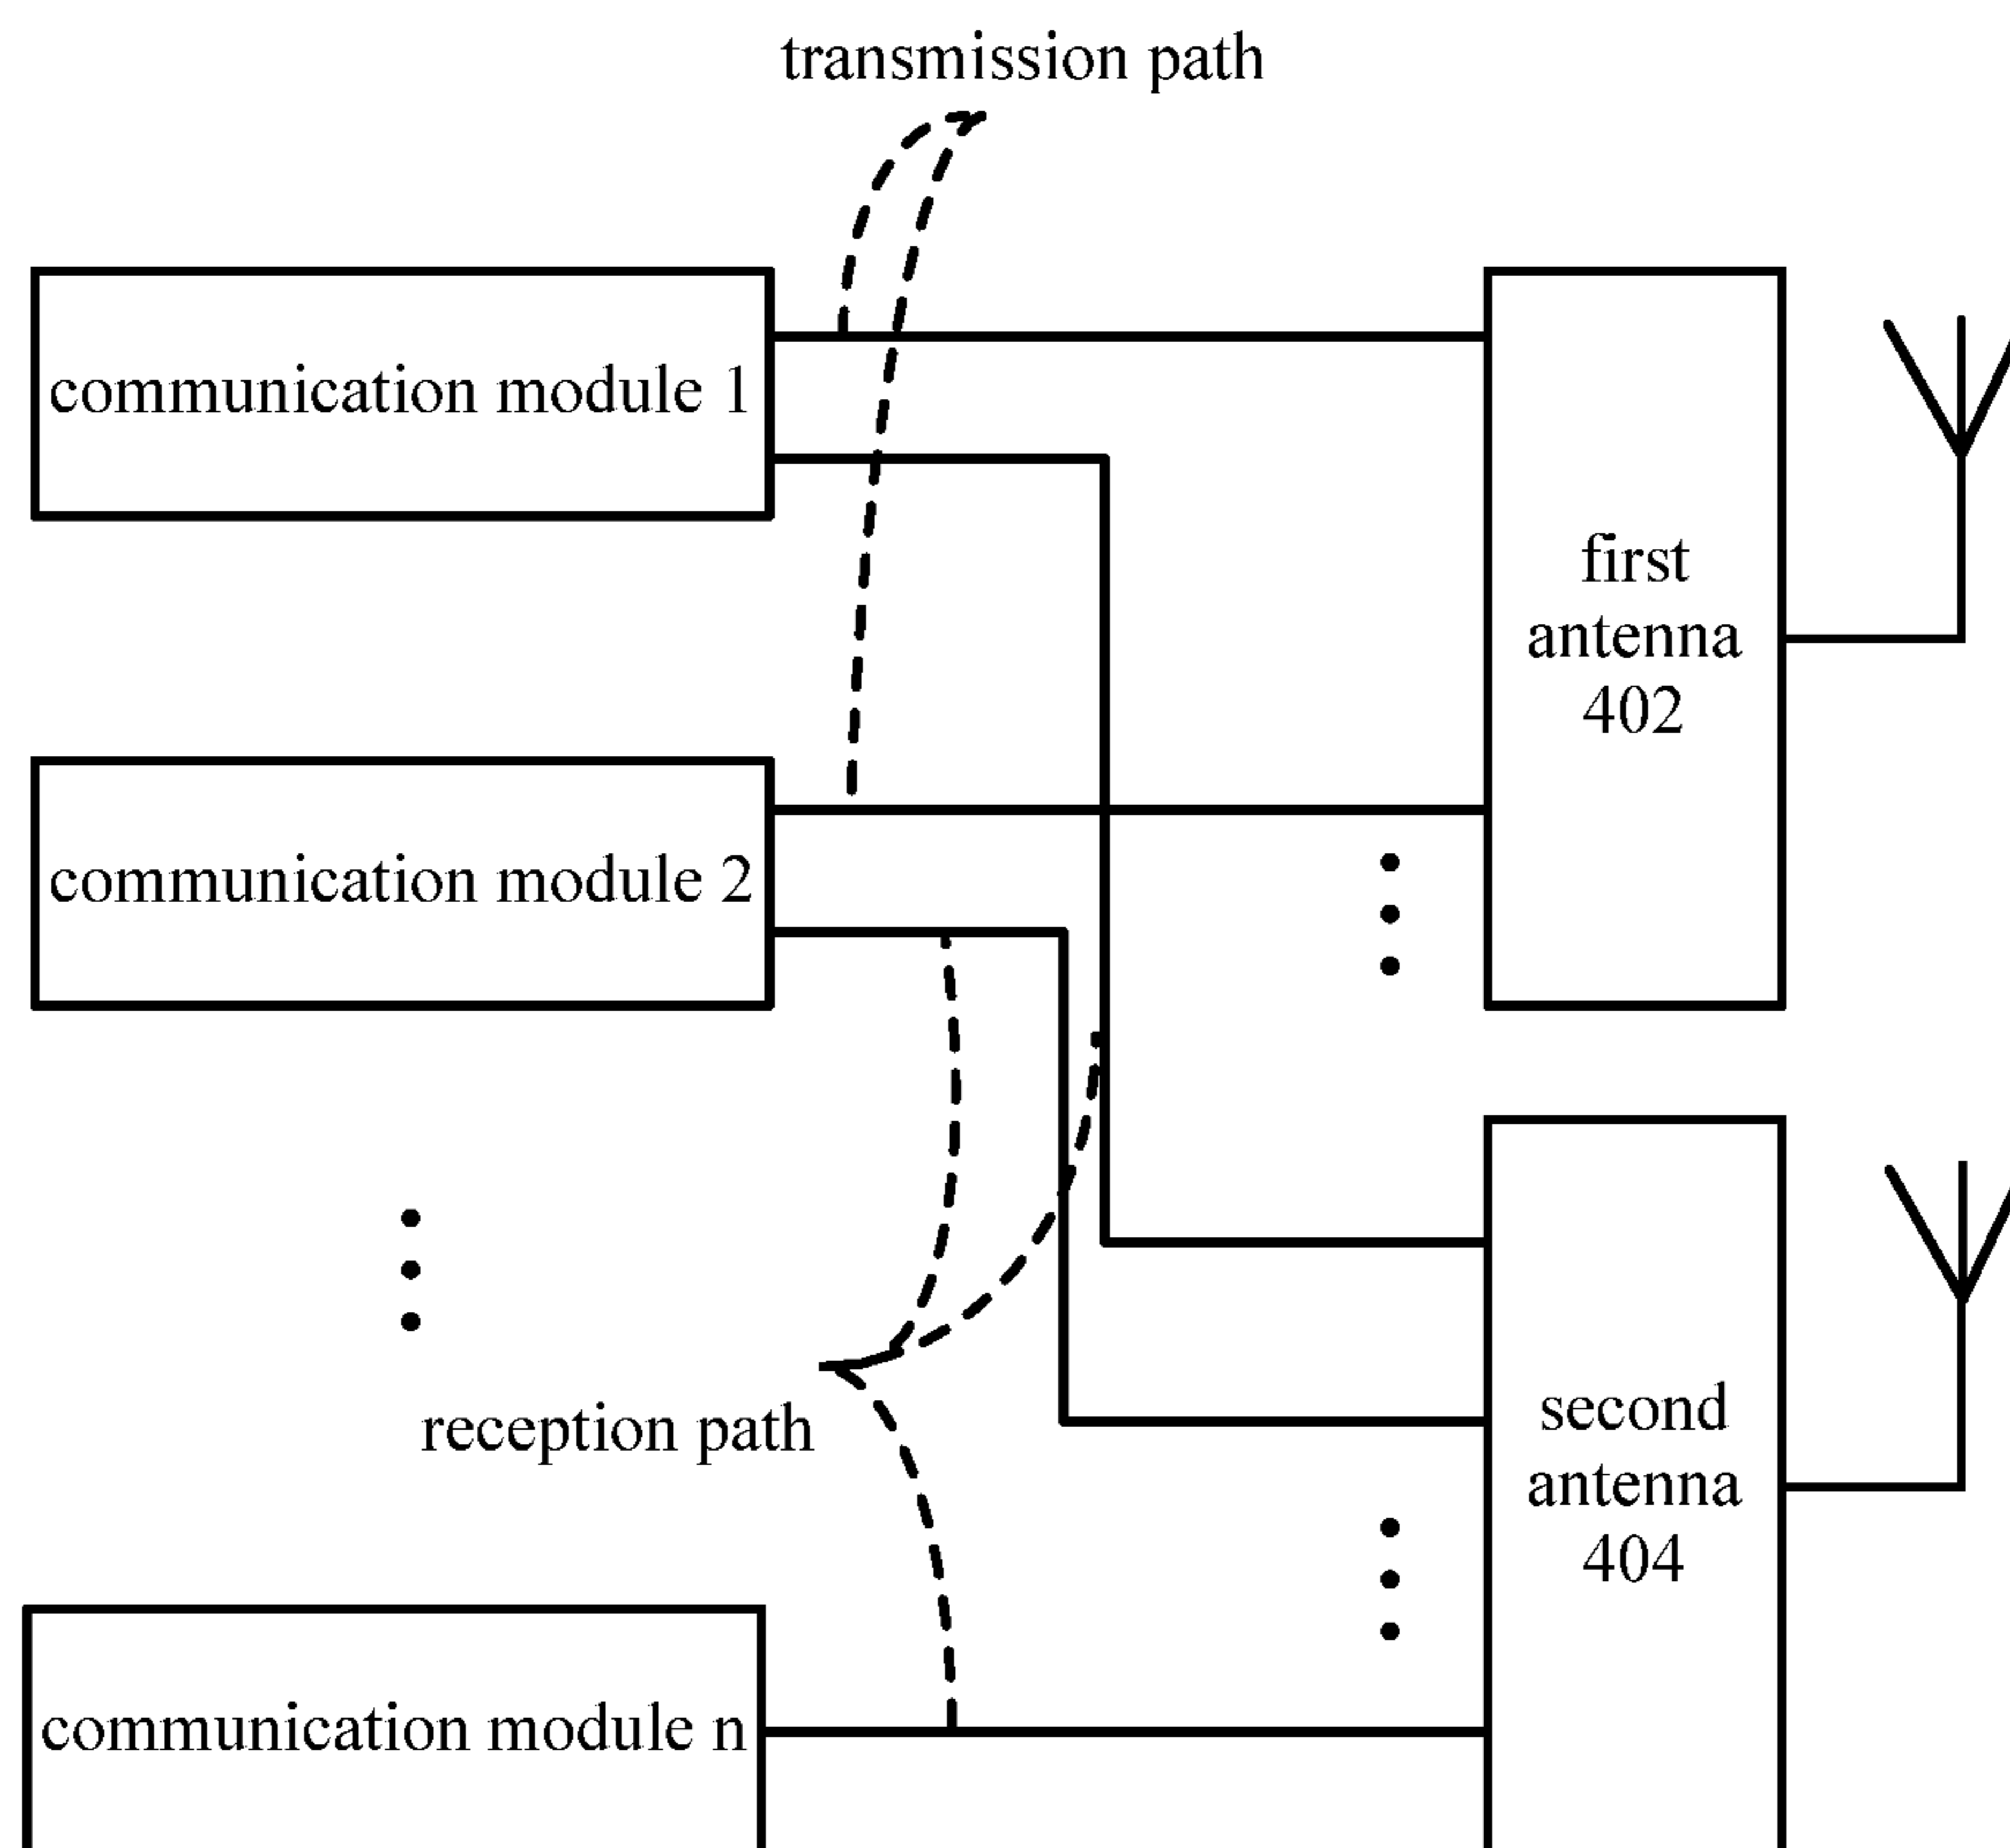 transmission path
communication module 1
first
antenna
402
communication module 2
reception path
second
antenna
404
communication module n